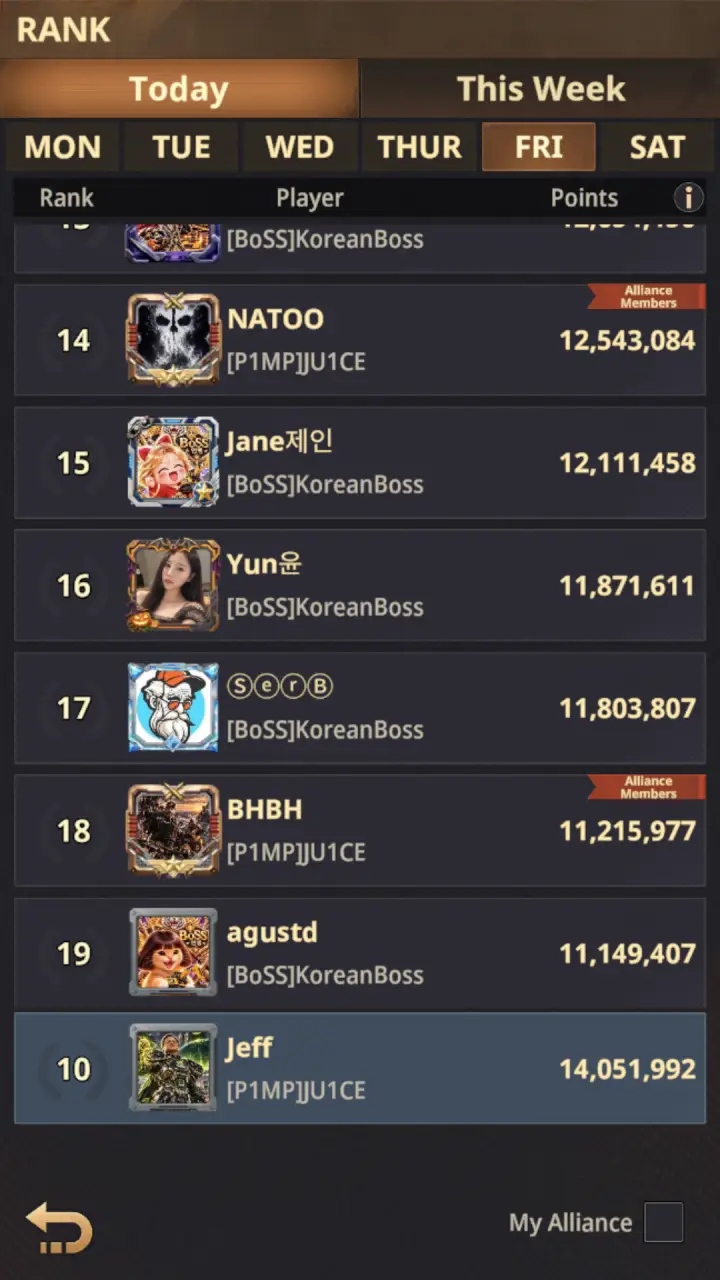 RANK
Today
This Week
MON TUE WED THUR FRI SAT
Rank Player Points
[BoSS]KoreanBoss
Alliance
Members
14
NATOO
[P1MP]JU1CE
12,543,084
15
Jane제인
[BoSS]KoreanBoss
12,111,458
16
Yun윤
[BoSS]KoreanBoss
11,871,611
17
ⓈⓔⓡⒷ
[BoSS]KoreanBoss
11,803,807
Alliance
Members
18
BHBH
[P1MP]JU1CE
11,215,977
19
agustd
[BoSS]KoreanBoss
11,149,407
10
Jeff
[P1MP]JU1CE
14,051,992
My Alliance